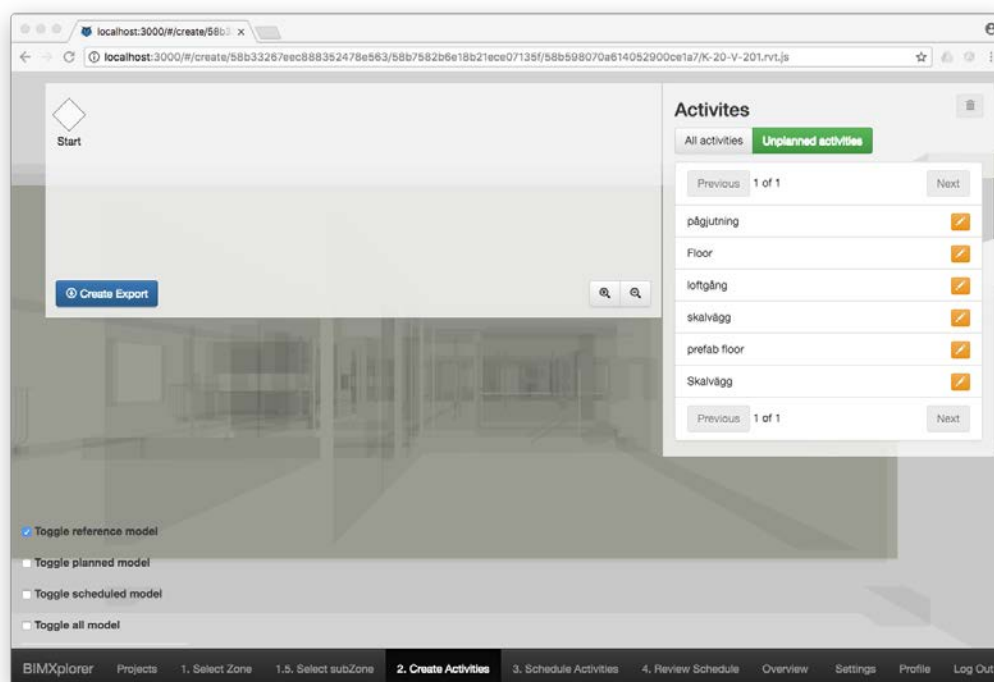 localhost:3000/#/create/58b3
localhost:3000/#/create/58b33267eec888352478e563/58b7582b6e18b21ece07135f/58b598070a614052900ce1a7/K-20-V-201.rvt.js
Start
Create Export
Activites
All activities Unplanned activities
Previous 1 of 1 Next
pågjutning
Floor
loftgång
skalvägg
prefab floor
Skalvägg
Previous 1 of 1 Next
Toggle reference model
Toggle planned model
Toggle scheduled model
Toggle all model
BIMXplorer Projects 1. Select Zone 1.5. Select subZone 2. Create Activities 3. Schedule Activities 4. Review Schedule Overview Settings Profile Log Out